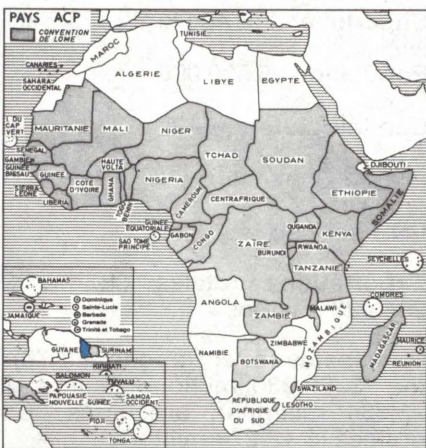 PAYS ACP
CONVENTION
DE LOME
MAROC
TUNISIE
CANARIES
ALGERIE
LIBYE
EGYPTE
SAHARA
OCCIDENTAL
I. DU
CAP
VERT
MAURITANIE
MALI
NIGER
TCHAD
SOUDAN
DJIBOUTI
SENEGAL
GAMBIE
GUINEE
BISSAU
GUINEE
HAUTE
VOLTA
SIERRA
LEONE
LIBERIA
COTE
D'IVOIRE
GHANA
TOGO
BENIN
NIGERIA
CAMEROUN
CENTRAFRIQUE
ETHIOPIE
SOMALIE
GUINEE
EQUATORIALE
SAO TOME
PRINCIPE
GABON
CONGO
ZAÏRE
OUGANDA
KENYA
RWANDA
BURUNDI
TANZANIE
SEYCHELLES
BAHAMAS
JAMAIQUE
Dominique
Sainte-Lucie
Barbade
Grenade
Trinité et Tobago
GUYANE
SURINAM
ANGOLA
ZAMBIE
MALAWI
MOZAMBIQUE
COMORES
MADAGASCAR
MAURICE
REUNION
NAMIBIE
ZIMBABWE
BOTSWANA
SWAZILAND
LESOTHO
REPUBLIQUE
D'AFRIQUE
DU SUD
KIRIBATI
SALOMON
TUVALU
PAPOUASIE
NOUVELLE GUINEE
SAMOA
OCCIDENT.
FIDJI
TONGA